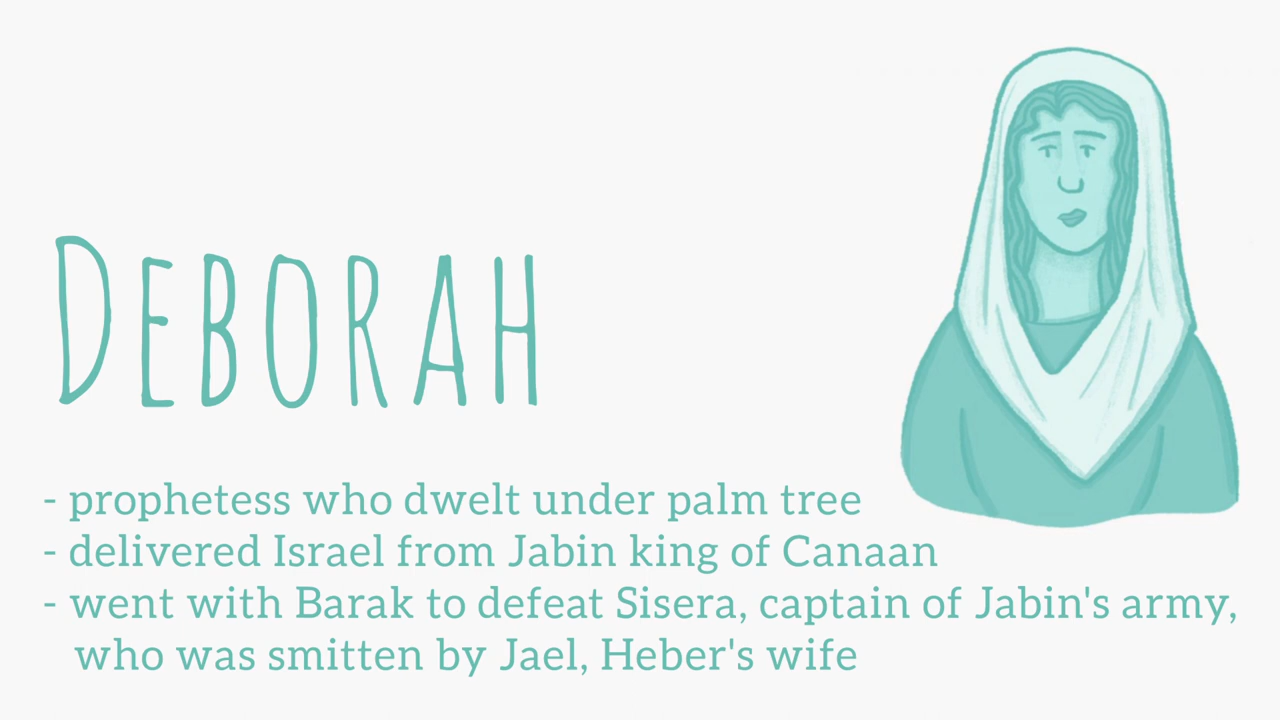 DEBORAH
- prophetess who dwelt under palm tree
- delivered Israel from Jabin king of Canaan
- went with Barak to defeat Sisera, captain of Jabin's army,
who was smitten by Jael, Heber's wife